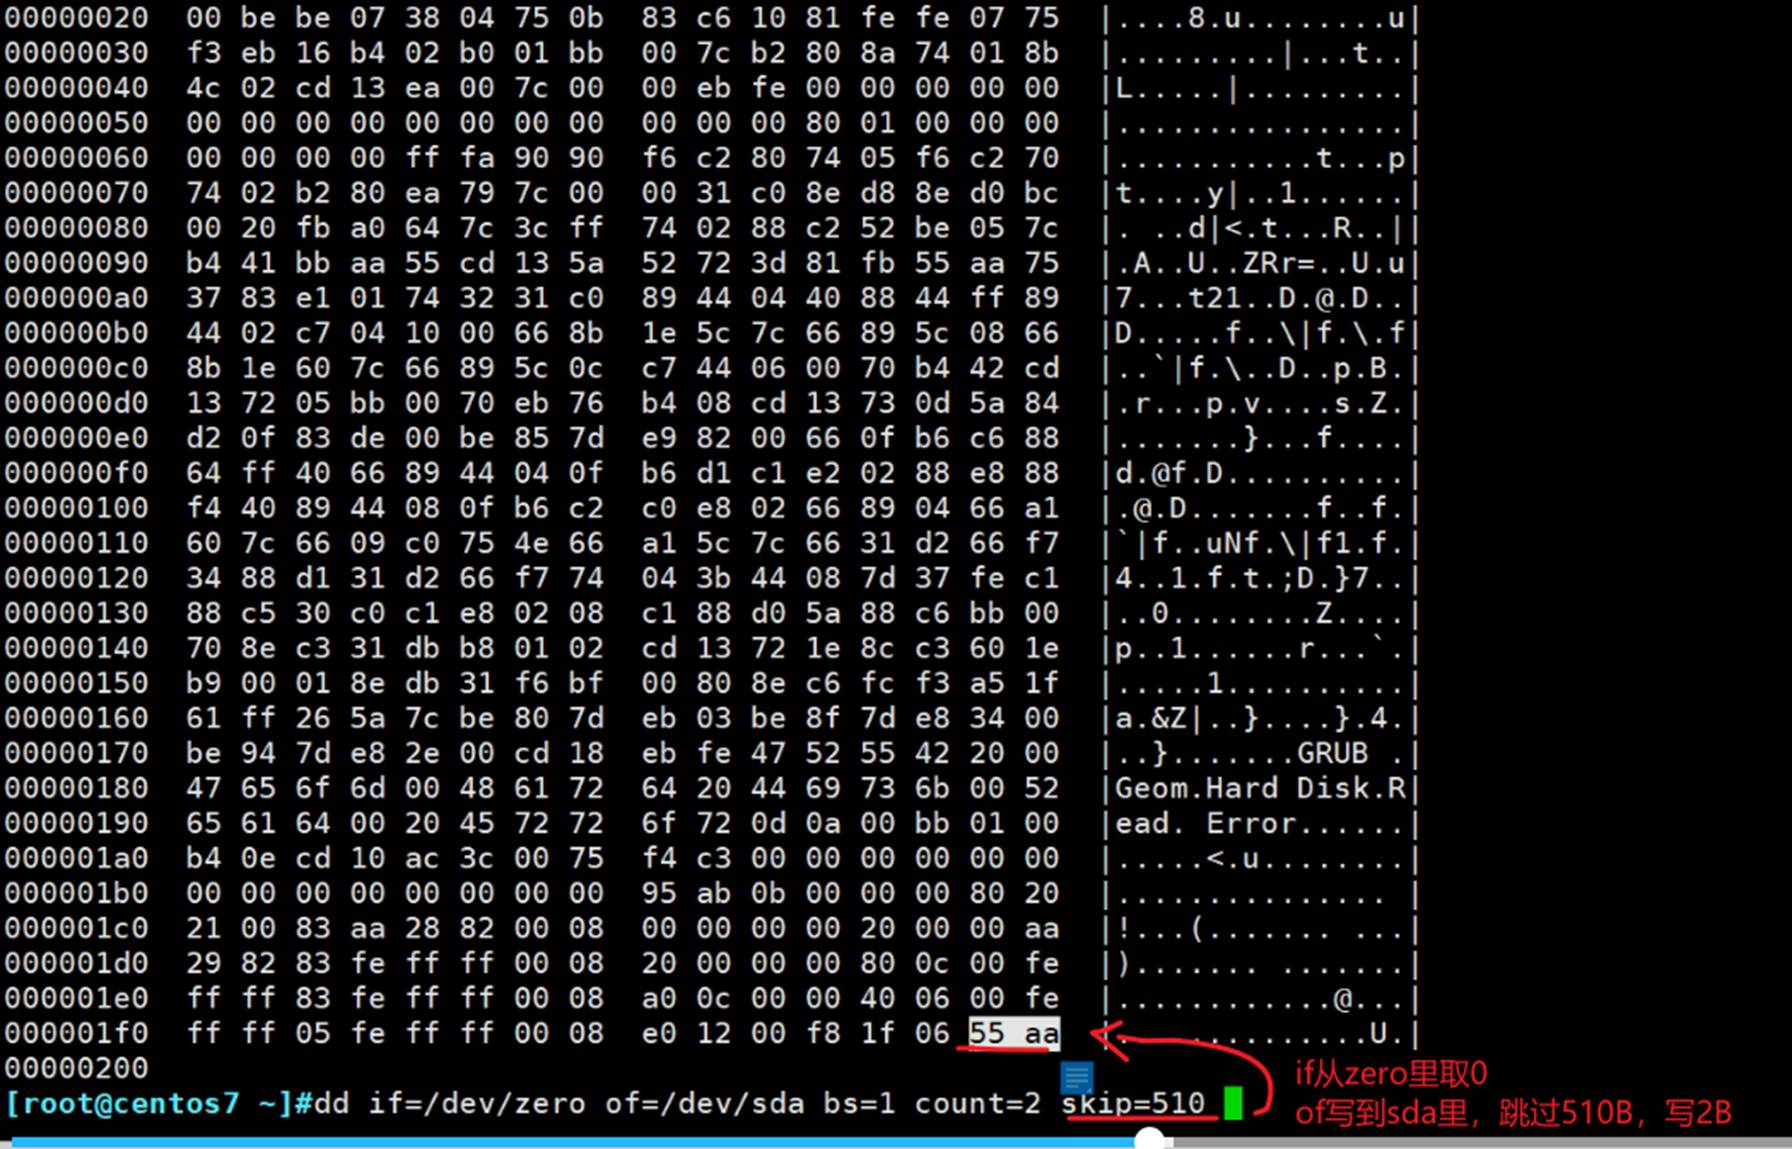 00000020  00 be be 07 38 04 75 0b  83 c6 10 81 fe fe 07 75  |....8.u........u|
00000030  f3 eb 16 b4 02 b0 01 bb  00 7c b2 80 8a 74 01 8b  |.........|...t..|
00000040  4c 02 cd 13 ea 00 7c 00  00 eb fe 00 00 00 00 00  |L.....|.........|
00000050  00 00 00 00 00 00 00 00  00 00 00 80 01 00 00 00  |................|
00000060  00 00 00 00 ff fa 90 90  f6 c2 80 74 05 f6 c2 70  |...........t...p|
00000070  74 02 b2 80 ea 79 7c 00  00 31 c0 8e d8 8e d0 bc  |t....y|..1......|
00000080  00 20 fb a0 64 7c 3c ff  74 02 88 c2 52 be 05 7c  |. ..d|<.t...R..||
00000090  b4 41 bb aa 55 cd 13 5a  52 72 3d 81 fb 55 aa 75  |.A..U..ZRr=..U.u|
000000a0  37 83 e1 01 74 32 31 c0  89 44 04 40 88 44 ff 89  |7...t21..D.@.D..|
000000b0  44 02 c7 04 10 00 66 8b  1e 5c 7c 66 89 5c 08 66  |D.....f..\|f.\.f|
000000c0  8b 1e 60 7c 66 89 5c 0c  c7 44 06 00 70 b4 42 cd  |..`|f.\..D..p.B.|
000000d0  13 72 05 bb 00 70 eb 76  b4 08 cd 13 73 0d 5a 84  |.r...p.v....s.Z.|
000000e0  d2 0f 83 de 00 be 85 7d  e9 82 00 66 0f b6 c6 88  |.......}...f....|
000000f0  64 ff 40 66 89 44 04 0f  b6 d1 c1 e2 02 88 e8 88  |d.@f.D..........|
00000100  f4 40 89 44 08 0f b6 c2  c0 e8 02 66 89 04 66 a1  |.@.D.......f..f.|
00000110  60 7c 66 09 c0 75 4e 66  a1 5c 7c 66 31 d2 66 f7  |`|f..uNf.\|f1.f.|
00000120  34 88 d1 31 d2 66 f7 74  04 3b 44 08 7d 37 fe c1  |4..1.f.t.;D.}7..|
00000130  88 c5 30 c0 c1 e8 02 08  c1 88 d0 5a 88 c6 bb 00  |..0........Z....|
00000140  70 8e c3 31 db b8 01 02  cd 13 72 1e 8c c3 60 1e  |p..1......r...`.|
00000150  b9 00 01 8e db 31 f6 bf  00 80 8e c6 fc f3 a5 1f  |.....1..........|
00000160  61 ff 26 5a 7c be 80 7d  eb 03 be 8f 7d e8 34 00  |a.&Z|..}....}.4.|
00000170  be 94 7d e8 2e 00 cd 18  eb fe 47 52 55 42 20 00  |..}.......GRUB .|
00000180  47 65 6f 6d 00 48 61 72  64 20 44 69 73 6b 00 52  |Geom.Hard Disk.R|
00000190  65 61 64 00 20 45 72 72  6f 72 0d 0a 00 bb 01 00  |ead. Error......|
000001a0  b4 0e cd 10 ac 3c 00 75  f4 c3 00 00 00 00 00 00  |.....<.u........|
000001b0  00 00 00 00 00 00 00 00  95 ab 0b 00 00 00 80 20  |............... |
000001c0  21 00 83 aa 28 82 00 08  00 00 00 00 20 00 00 aa  |!...(....... ...|
000001d0  29 82 83 fe ff ff 00 08  20 00 00 00 80 0c 00 fe  |)....... .......|
000001e0  ff ff 83 fe ff ff 00 08  a0 0c 00 00 40 06 00 fe  |............@...|
000001f0  ff ff 05 fe ff ff 00 08  e0 12 00 f8 1f 06 55 aa  |..............U.|
00000200
[root@centos7 ~]#dd if=/dev/zero of=/dev/sda bs=1 count=2 skip=510
if从zero里取0
of写到sda里，跳过510B，写2B